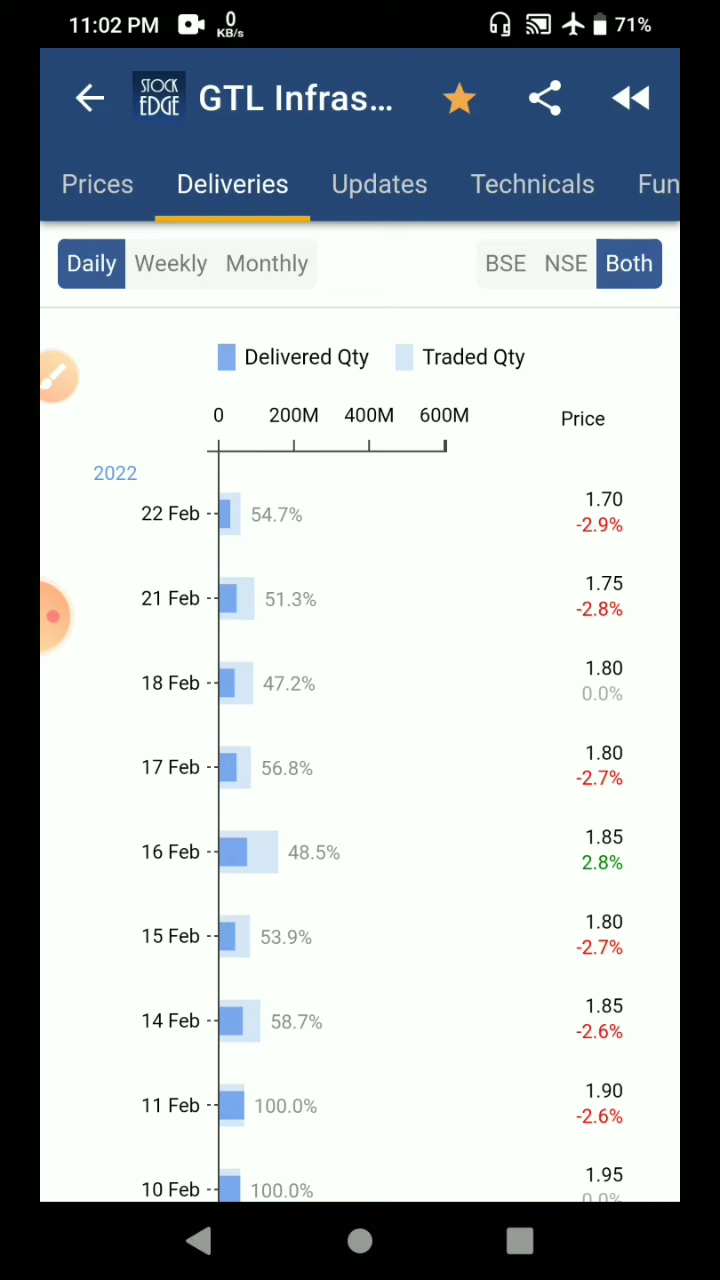 11:02 PM 0 KB/s 71%
STOCK EDGE GTL Infras...
Prices Deliveries Updates Technicals Fun
Daily Weekly Monthly BSE NSE Both
Delivered Qty Traded Qty
0 200M 400M 600M Price
2022
22 Feb 54.7% 1.70
-2.9%
21 Feb 51.3% 1.75
-2.8%
18 Feb 47.2% 1.80
0.0%
17 Feb 56.8% 1.80
-2.7%
16 Feb 48.5% 1.85
2.8%
15 Feb 53.9% 1.80
-2.7%
14 Feb 58.7% 1.85
-2.6%
11 Feb 100.0% 1.90
-2.6%
10 Feb 100.0% 1.95
0.0%